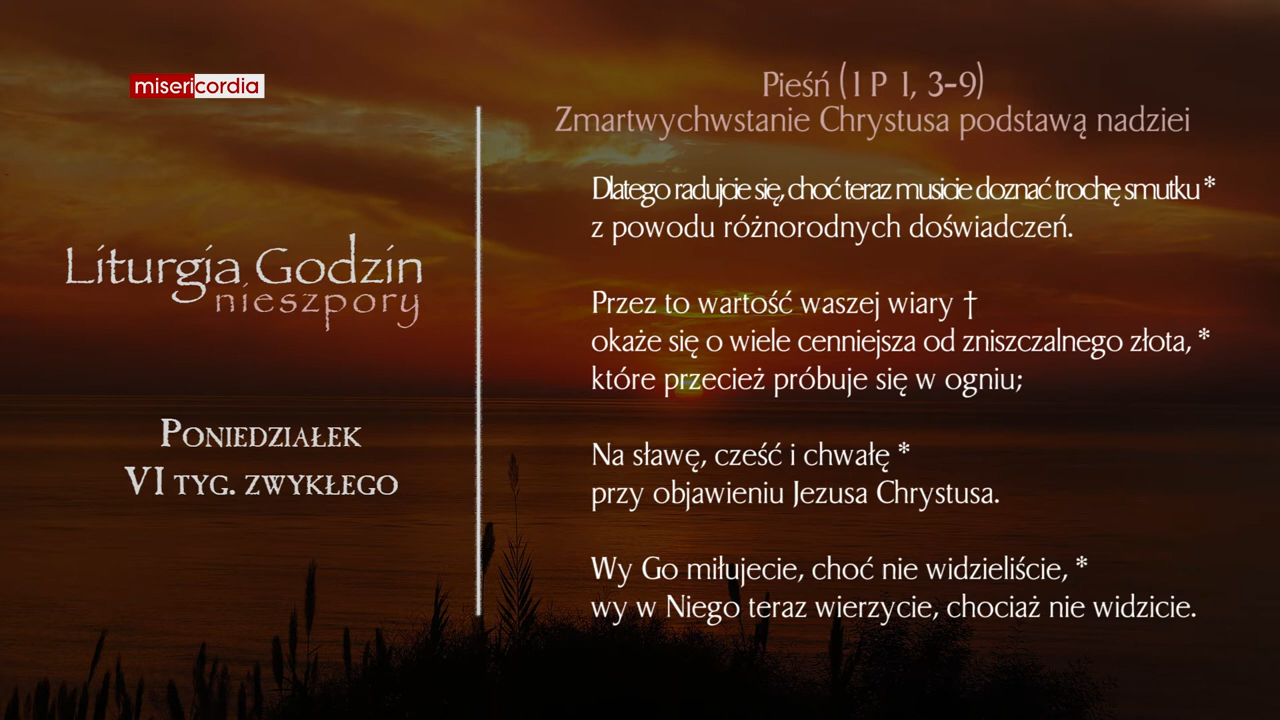 misericordia
Liturgia Godzin
nieszpory
Poniedziałek
VI tyg. zwykłego
Pieśń (1 P 1, 3-9)
Zmartwychwstanie Chrystusa podstawą nadziei
Dlatego radujcie się, choć teraz musicie doznać trochę smutku *
z powodu różnorodnych doświadczeń.
Przez to wartość waszej wiary †
okaże się o wiele cenniejsza od zniszczalnego złota, *
które przecież próbuje się w ogniu;
Na sławę, cześć i chwałę *
przy objawieniu Jezusa Chrystusa.
Wy Go miłujecie, choć nie widzieliście, *
wy w Niego teraz wierzycie, chociaż nie widzicie.